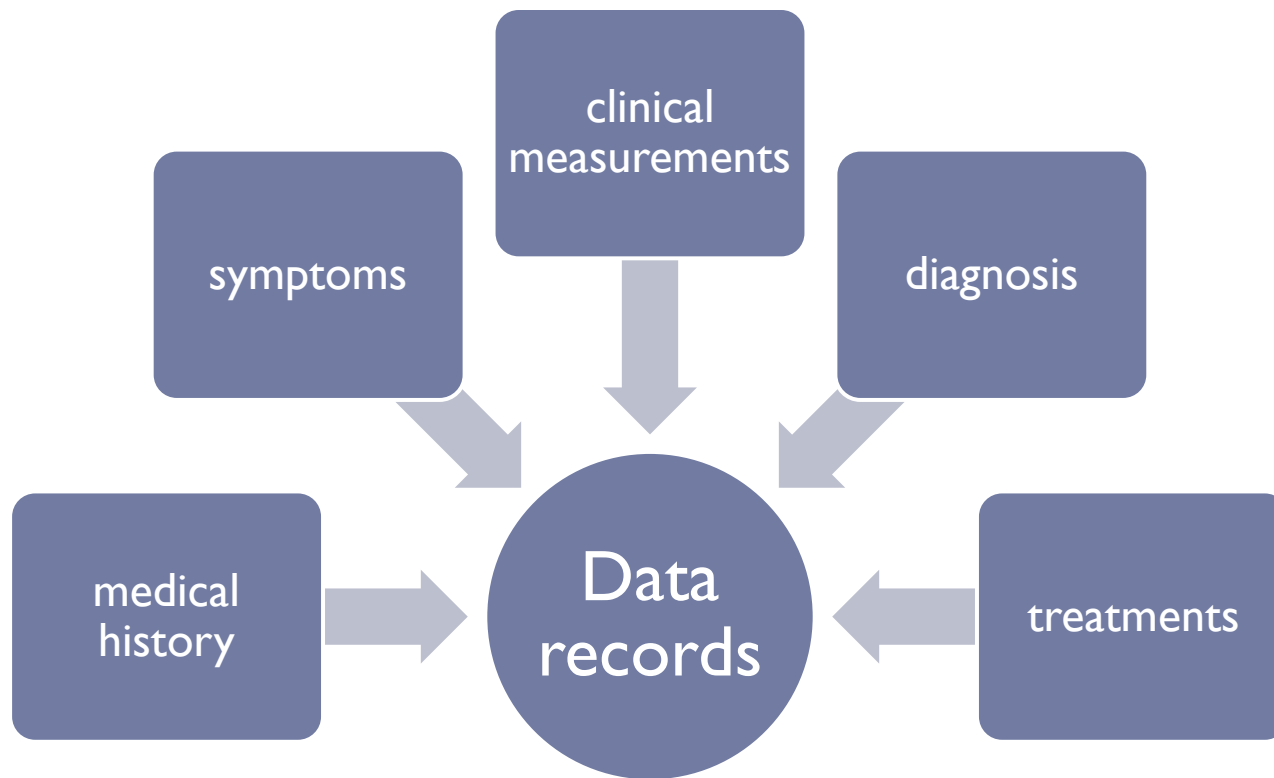 clinical
measurements
symptoms
diagnosis
medical
history
Data
records
treatments